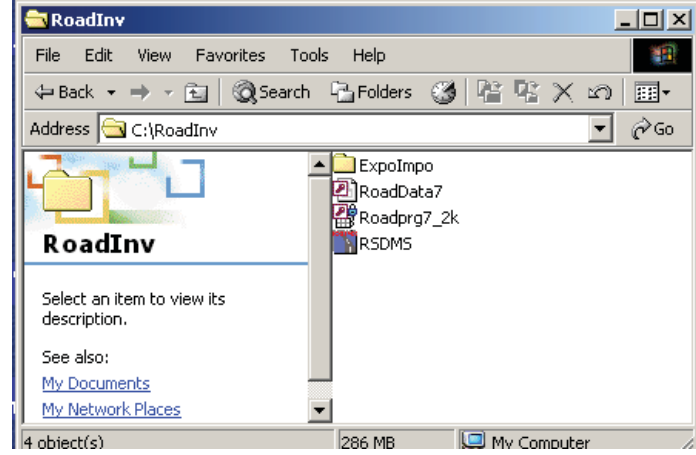 RoadInv
File Edit View Favorites Tools Help
Back Search Folders
Address C:\RoadInv Go
RoadInv
Select an item to view its
description.
See also:
My Documents
My Network Places
ExpoImpo
RoadData7
Roadprg7_2k
RSDMS
4 object(s) 286 MB My Computer